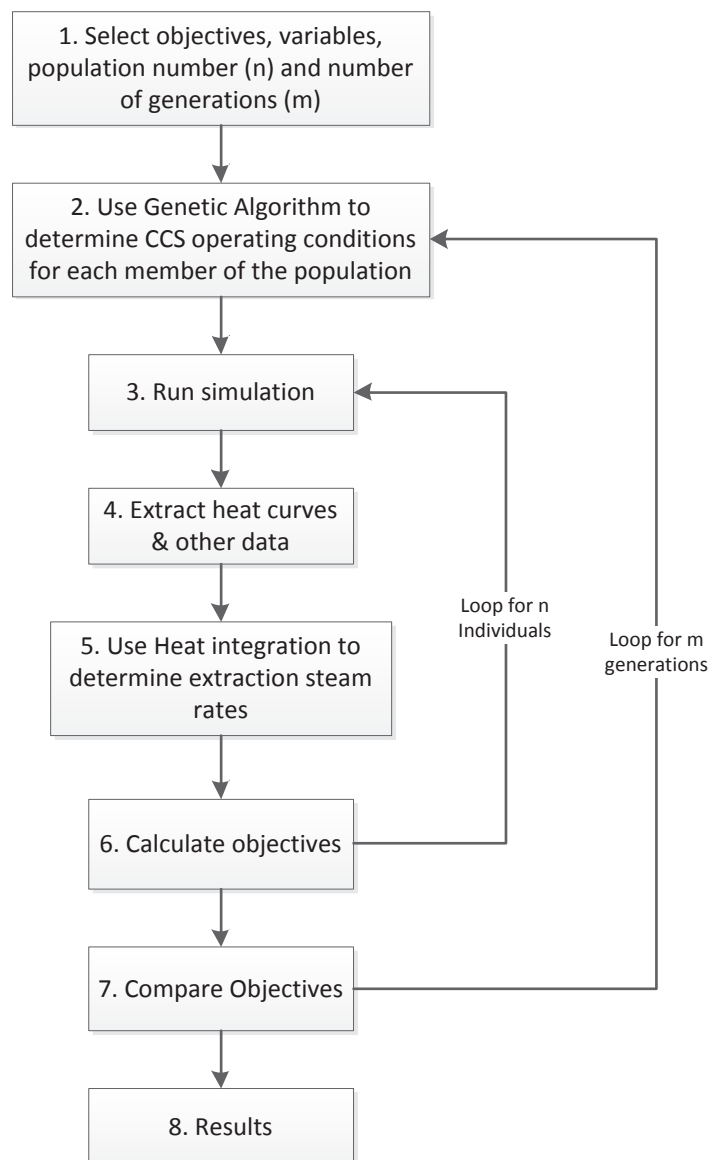 1. Select objectives, variables,
population number (n) and number
of generations (m)
2. Use Genetic Algorithm to
determine CCS operating conditions
for each member of the population
3. Run simulation
4. Extract heat curves
& other data
Loop for n
Individuals
Loop for m
generations
5. Use Heat integration to
determine extraction steam
rates
6. Calculate objectives
7. Compare Objectives
8. Results